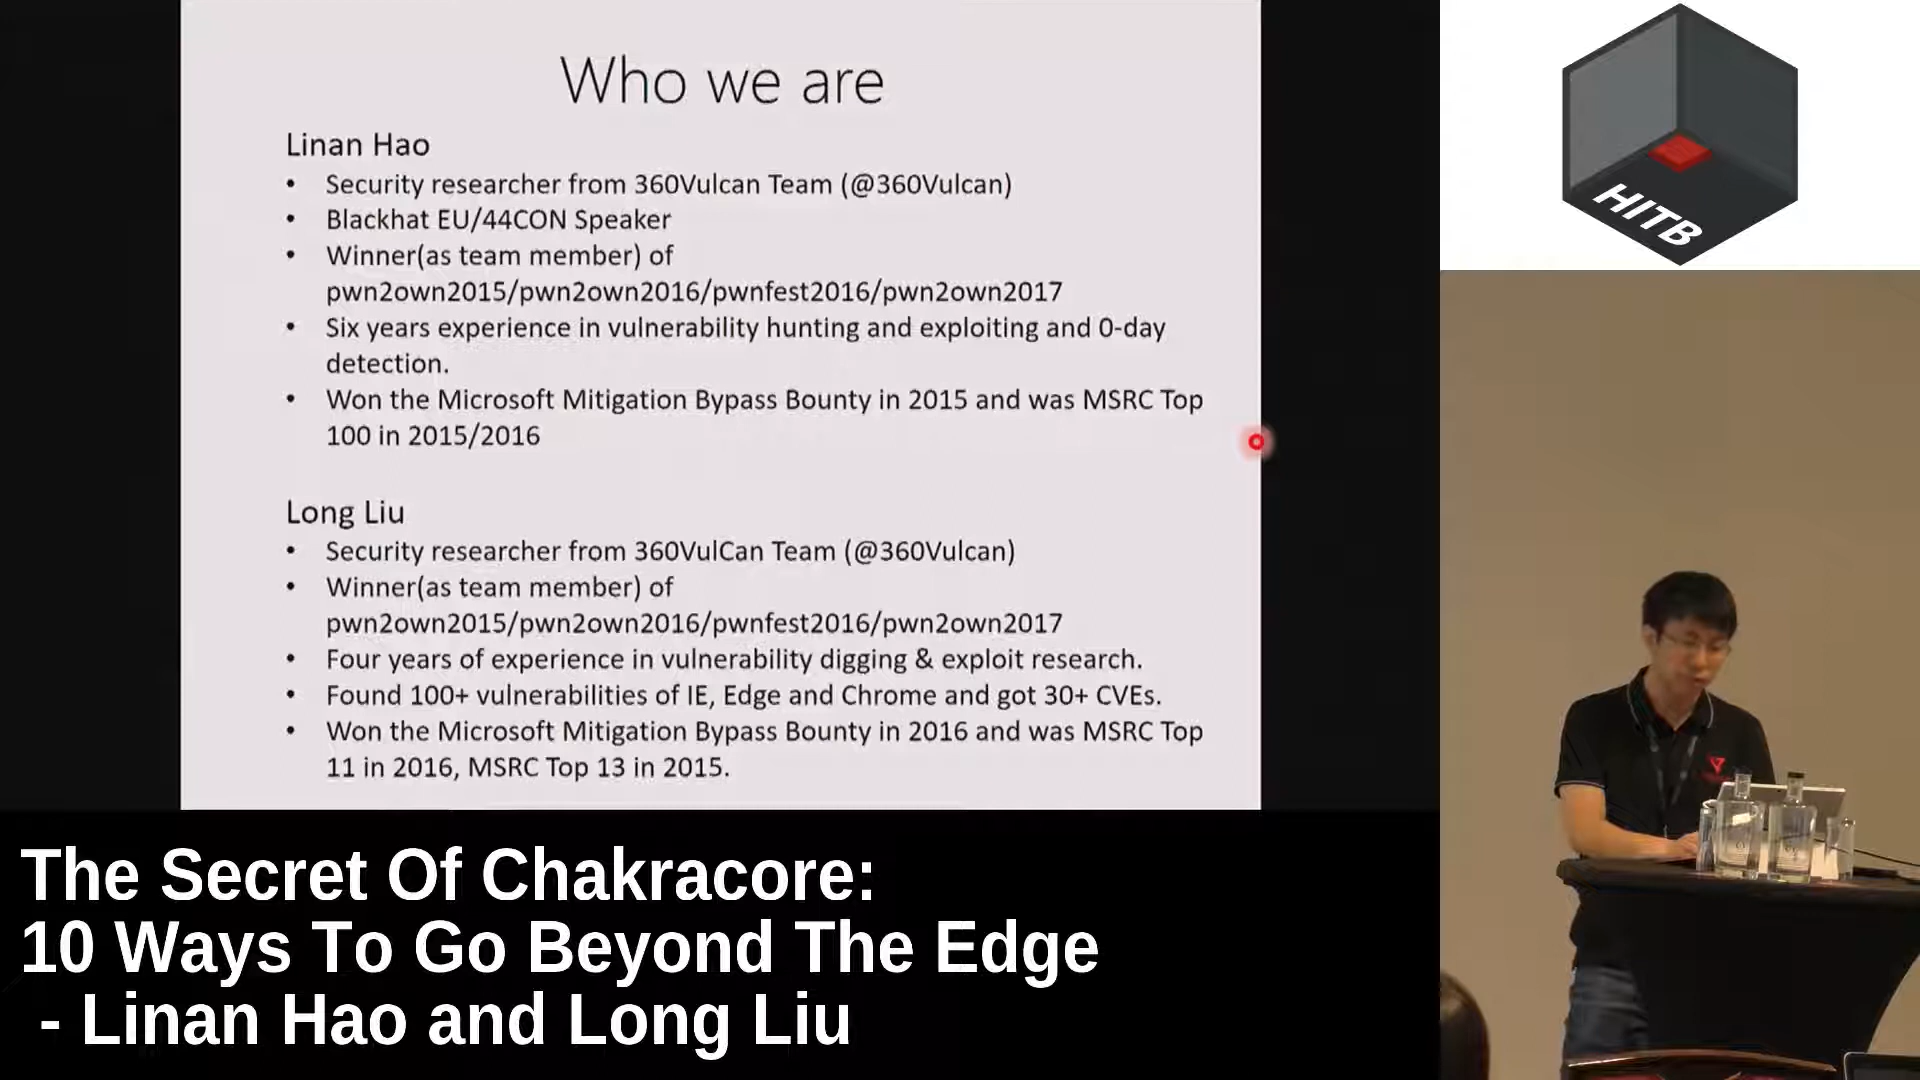 Who we are
Linan Hao
• Security researcher from 360Vulcan Team (@360Vulcan)
• Blackhat EU/44CON Speaker
• Winner(as team member) of
pwn2own2015/pwn2own2016/pwnfest2016/pwn2own2017
• Six years experience in vulnerability hunting and exploiting and 0-day
detection.
• Won the Microsoft Mitigation Bypass Bounty in 2015 and was MSRC Top
100 in 2015/2016
Long Liu
• Security researcher from 360VulCan Team (@360Vulcan)
• Winner(as team member) of
pwn2own2015/pwn2own2016/pwnfest2016/pwn2own2017
• Four years of experience in vulnerability digging & exploit research.
• Found 100+ vulnerabilities of IE, Edge and Chrome and got 30+ CVEs.
• Won the Microsoft Mitigation Bypass Bounty in 2016 and was MSRC Top
11 in 2016, MSRC Top 13 in 2015.
HITB
The Secret Of Chakracore:
10 Ways To Go Beyond The Edge
- Linan Hao and Long Liu